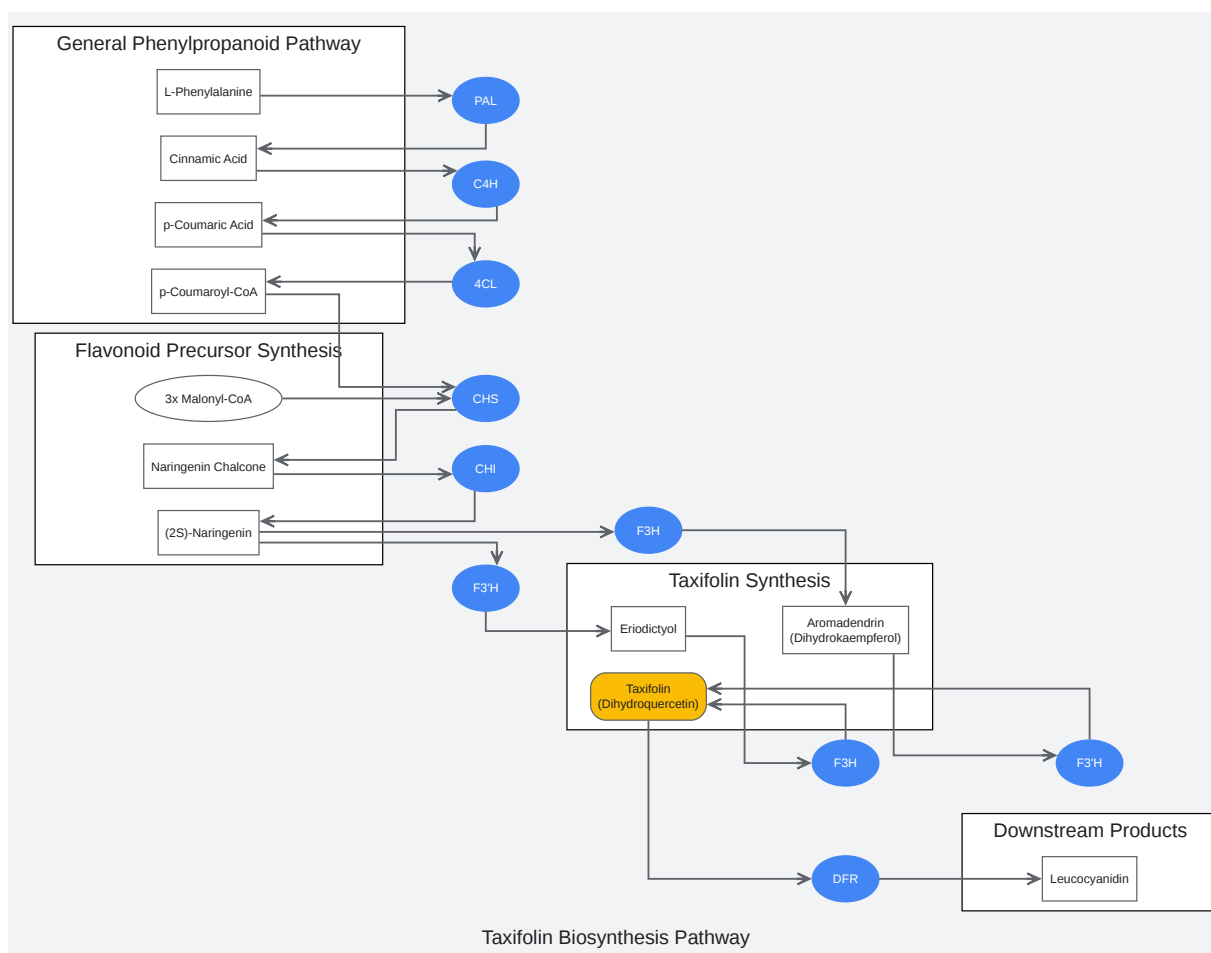 General Phenylpropanoid Pathway
L-Phenylalanine
PAL
Cinnamic Acid
C4H
p-Coumaric Acid
p-Coumaroyl-CoA
4CL
Flavonoid Precursor Synthesis
3x Malonyl-CoA
CHS
Naringenin Chalcone
CHI
(2S)-Naringenin
F3H
F3'H
Taxifolin Synthesis
Eriodictyol
Aromadendrin
(Dihydrokaempferol)
Taxifolin
(Dihydroquercetin)
F3H
F3'H
Downstream Products
DFR
Leucocyanidin
Taxifolin Biosynthesis Pathway